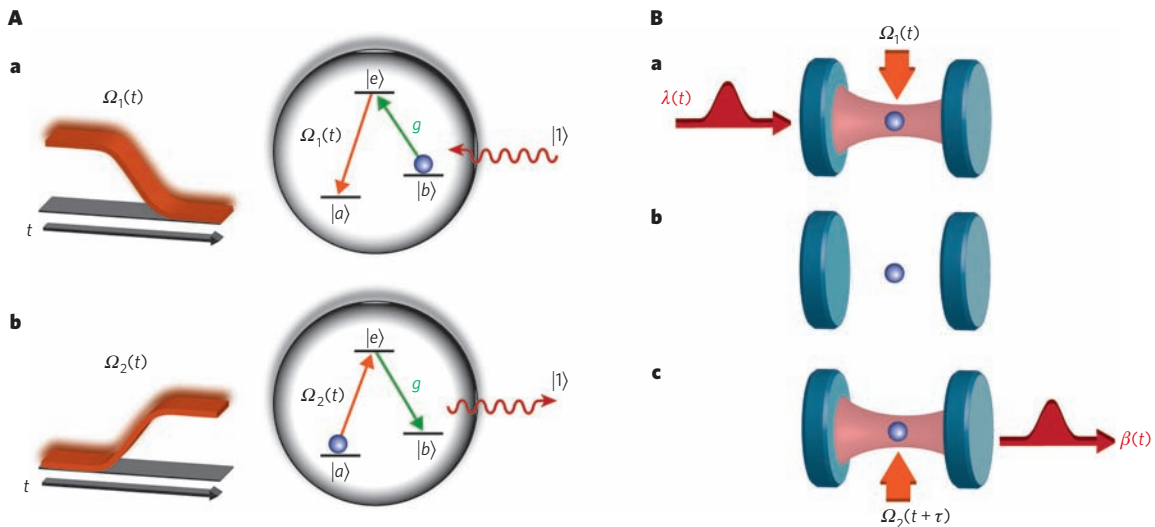 A
a
Ω₁(t)
t
|e⟩
Ω₁(t)
g
|1⟩
|b⟩
|a⟩
b
Ω₂(t)
t
|e⟩
Ω₂(t)
g
|1⟩
|b⟩
|a⟩
B
a
Ω₁(t)
λ(t)
b
c
β(t)
Ω₂(t + τ)